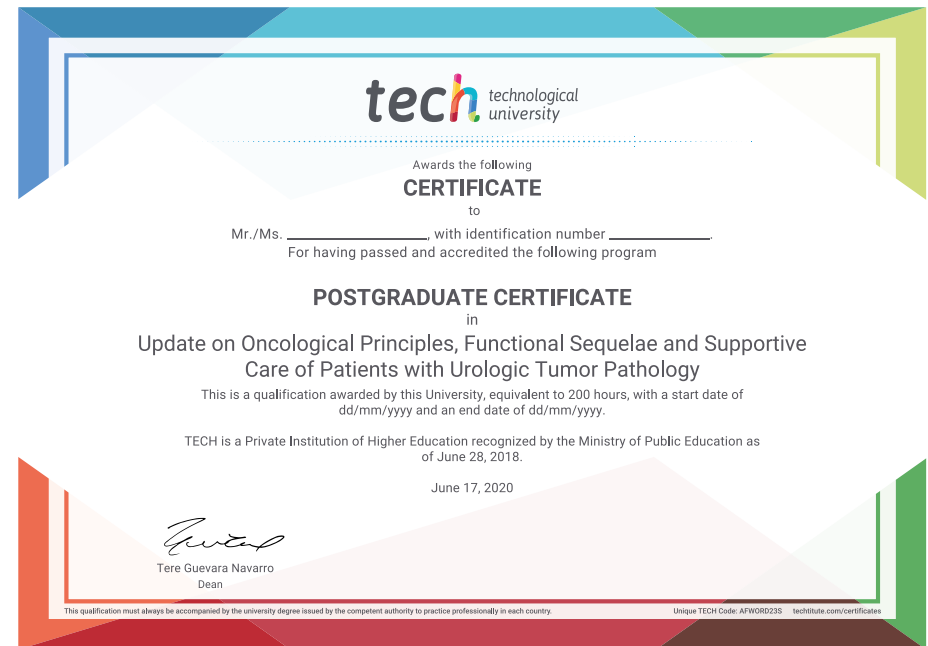 tech technological
university
Awards the following
CERTIFICATE
to
Mr./Ms. ____________________, with identification number ______________.
For having passed and accredited the following program
POSTGRADUATE CERTIFICATE
in
Update on Oncological Principles, Functional Sequelae and Supportive
Care of Patients with Urologic Tumor Pathology
This is a qualification awarded by this University, equivalent to 200 hours, with a start date of
dd/mm/yyyy and an end date of dd/mm/yyyy.
TECH is a Private Institution of Higher Education recognized by the Ministry of Public Education as
of June 28, 2018.
June 17, 2020
Tere Guevara Navarro
Dean
This qualification must always be accompanied by the university degree issued by the competent authority to practice professionally in each country.
Unique TECH Code: AFWORD23S techtitute.com/certificates